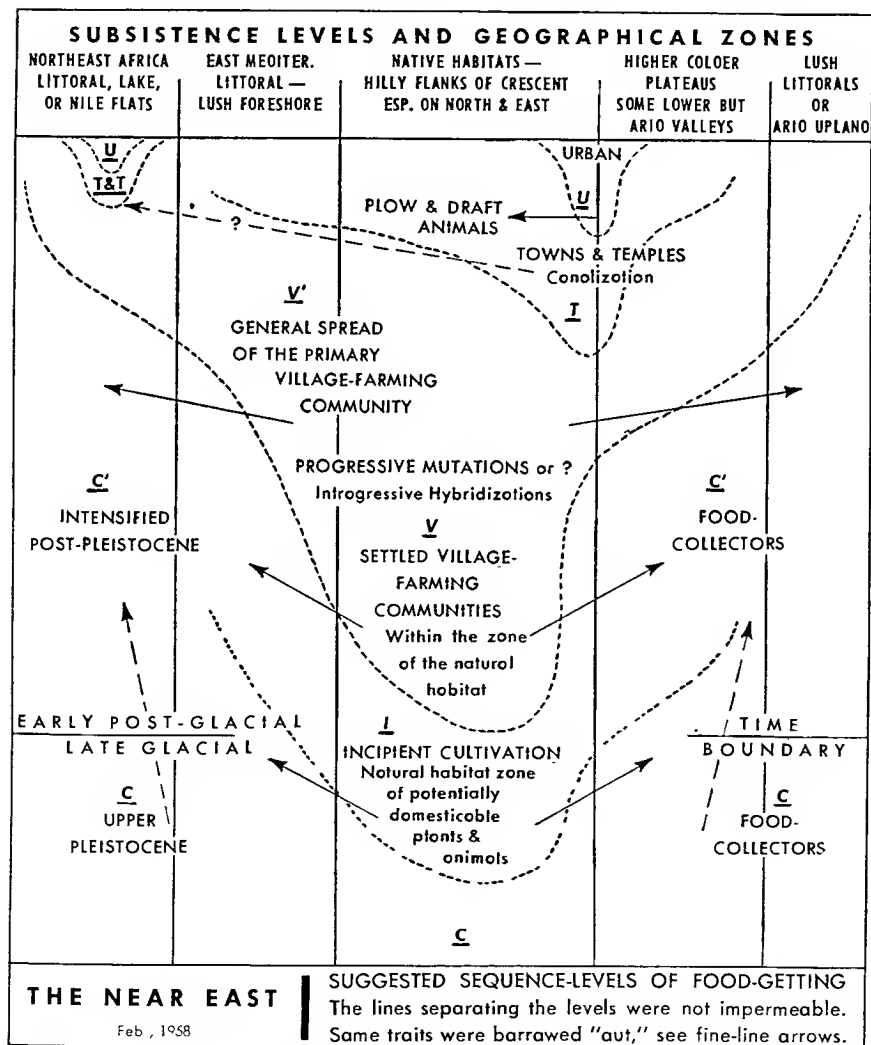 SUBSISTENCE LEVELS AND GEOGRAPHICAL ZONES
NORTHEAST AFRICA
LITTORAL, LAKE,
OR NILE FLATS
EAST MEOITER.
LITTORAL —
LUSH FORESHORE
NATIVE HABITATS —
HILLY FLANKS OF CRESCENT
ESP. ON NORTH & EAST
HIGHER COLOER
PLATEAUS
SOME LOWER BUT
ARIO VALLEYS
LUSH
LITTORALS
OR
ARIO UPLANO
U
T&T
?
URBAN
U
PLOW & DRAFT
ANIMALS
TOWNS & TEMPLES
Conolizotion
T
V'
GENERAL SPREAD
OF THE PRIMARY
VILLAGE-FARMING
COMMUNITY
PROGRESSIVE MUTATIONS or ?
Introgressive Hybridizotions
C'
INTENSIFIED
POST-PLEISTOCENE
V
SETTLED VILLAGE-
FARMING
COMMUNITIES
Within the zone
of the natural
hobitat
C'
FOOD-
COLLECTORS
EARLY POST-GLACIAL
LATE GLACIAL
TIME
BOUNDARY
I
INCIPIENT CULTIVATION
Notural hobitat zone
of potentiolly
domesticoble
plonts &
onimols
C
UPPER
PLEISTOCENE
C
FOOD-
COLLECTORS
C
THE NEAR EAST
Feb , 1958
SUGGESTED SEQUENCE-LEVELS OF FOOD-GETTING
The lines separating the levels were not impermeable.
Same traits were barrawed "aut," see fine-line arrows.